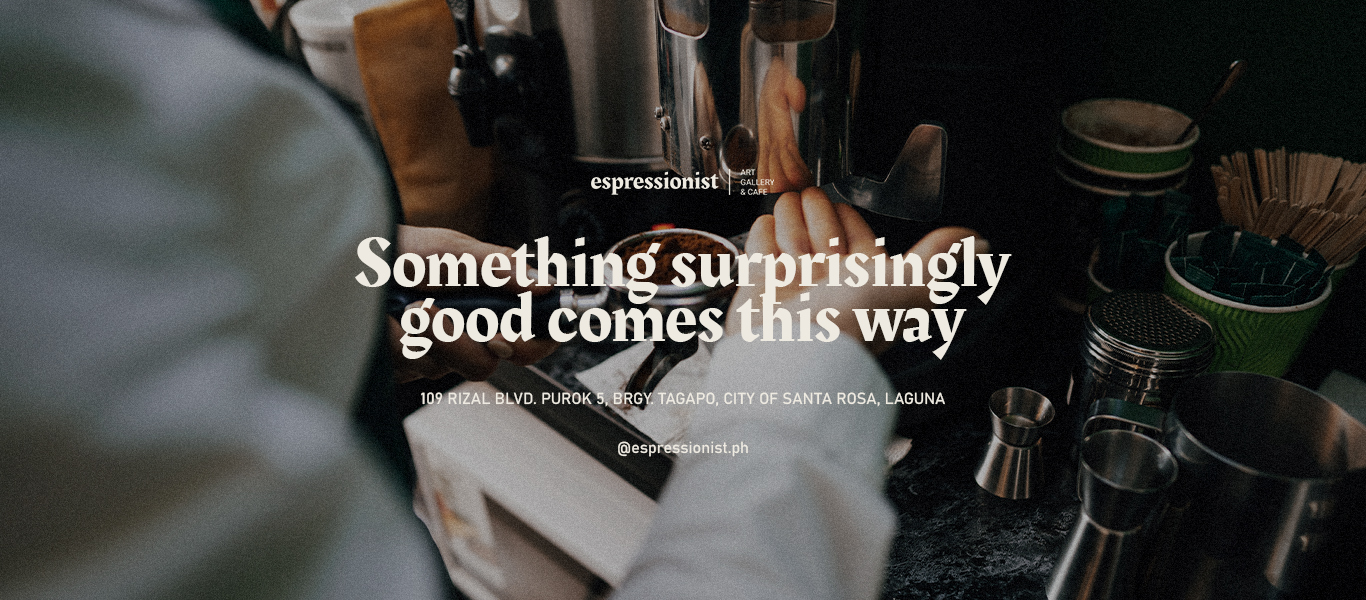 espressionist
ART
GALLERY
& CAFE
Something surprisingly
good comes this way
109 RIZAL BLVD. PUROK 5, BRGY. TAGAPO, CITY OF SANTA ROSA, LAGUNA
@espressionist.ph